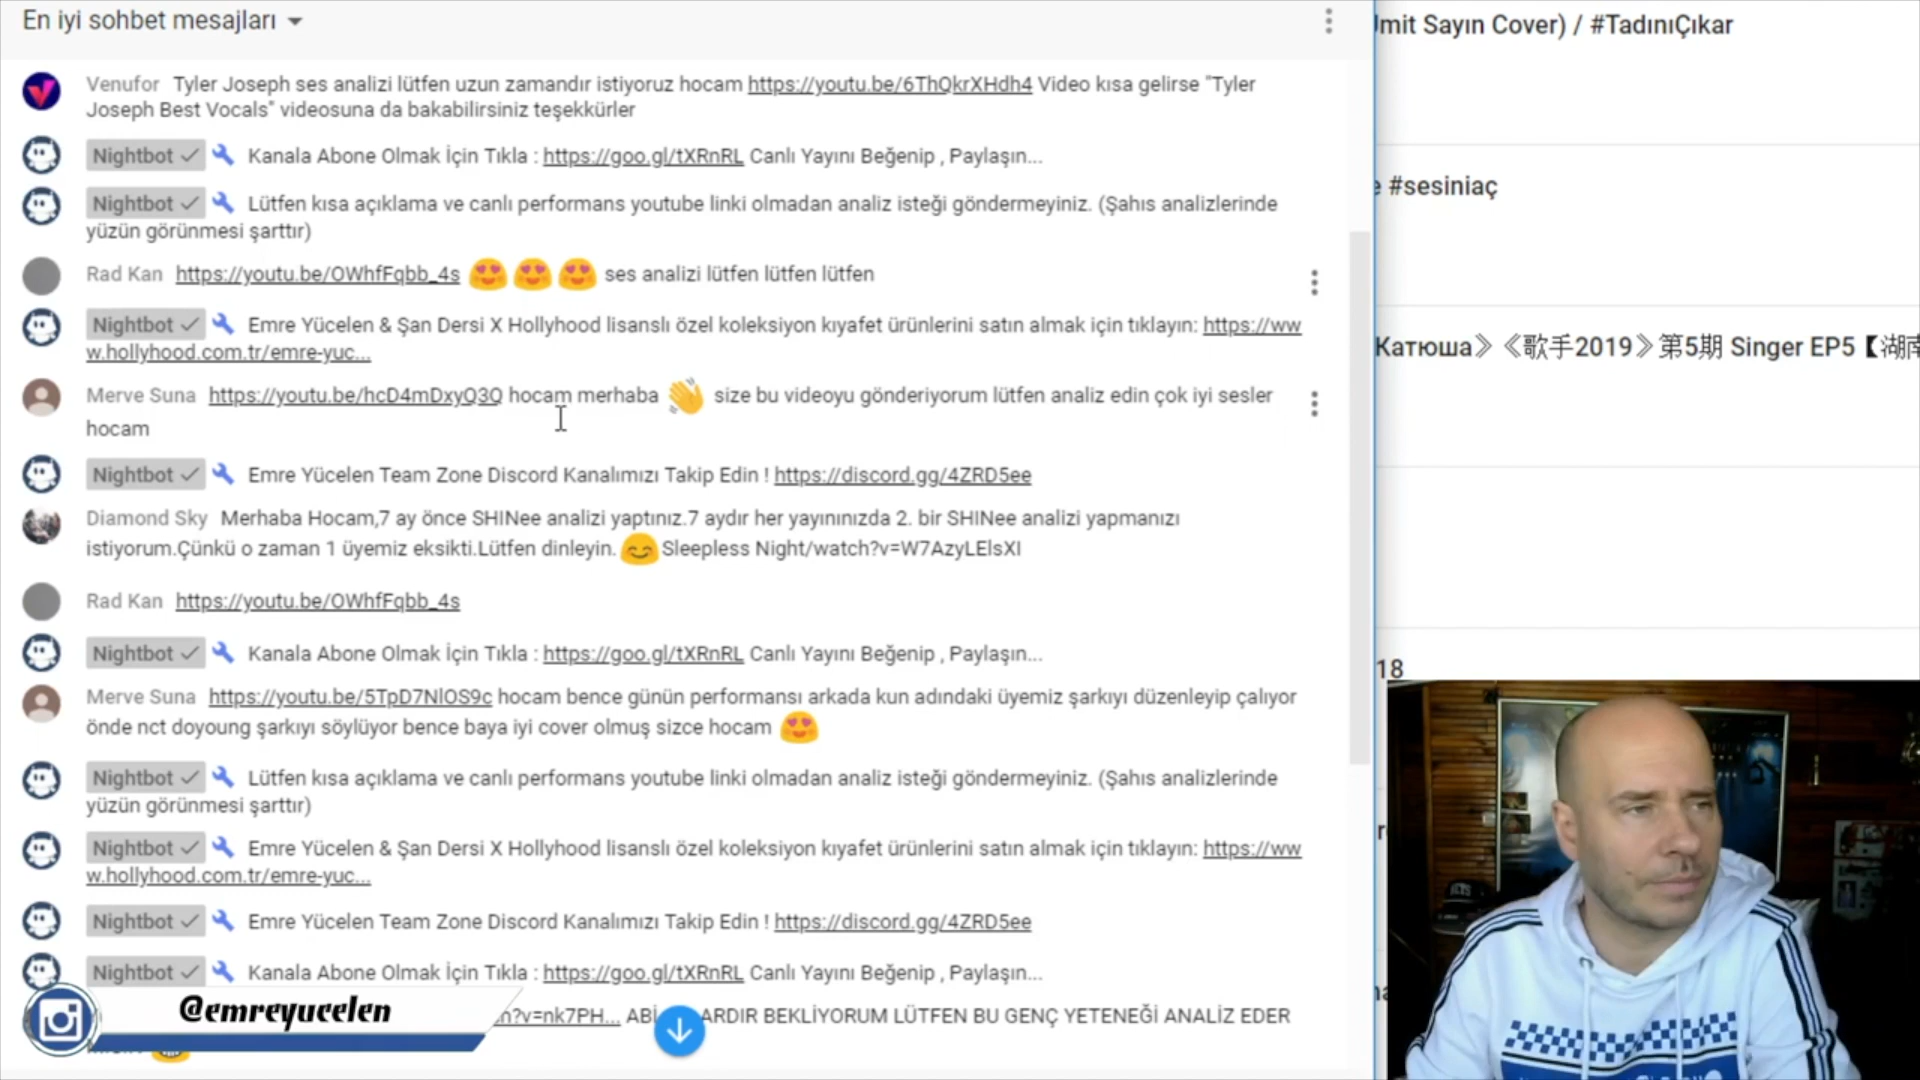 En iyi sohbet mesajları
Venufor Tyler Joseph ses analizi lütfen uzun zamandır istiyoruz hocam https://youtu.be/6ThQkrXHdh4 Video kısa gelirse "Tyler
Joseph Best Vocals" videosuna da bakabilirsiniz teşekkürler
Nightbot Kanala Abone Olmak İçin Tıkla : https://goo.gl/tXRnRL Canlı Yayını Beğenip , Paylaşın...
Nightbot Lütfen kısa açıklama ve canlı performans youtube linki olmadan analiz isteği göndermeyiniz. (Şahıs analizlerinde
yüzün görünmesi şarttır)
Rad Kan https://youtu.be/OWhfFqbb_4s 😍 😍 😍 ses analizi lütfen lütfen lütfen
Nightbot Emre Yücelen & Şan Dersi X Hollyhood lisanslı özel koleksiyon kıyafet ürünlerini satın almak için tıklayın: https://ww
w.hollyhood.com.tr/emre-yuc...
Merve Suna https://youtu.be/hcD4mDxyQ3Q hocam merhaba 👋 size bu videoyu gönderiyorum lütfen analiz edin çok iyi sesler
hocam
Nightbot Emre Yücelen Team Zone Discord Kanalımızı Takip Edin ! https://discord.gg/4ZRD5ee
Diamond Sky Merhaba Hocam,7 ay önce SHINee analizi yaptınız.7 aydır her yayınınızda 2. bir SHINee analizi yapmanızı
istiyorum.Çünkü o zaman 1 üyemiz eksikti.Lütfen dinleyin. 😊 Sleepless Night/watch?v=W7AzyLElsXI
Rad Kan https://youtu.be/OWhfFqbb_4s
Nightbot Kanala Abone Olmak İçin Tıkla : https://goo.gl/tXRnRL Canlı Yayını Beğenip , Paylaşın...
Merve Suna https://youtu.be/5TpD7NlOS9c hocam bence günün performansı arkada kun adındaki üyemiz şarkıyı düzenleyip çalıyor
önde nct doyoung şarkıyı söylüyor bence baya iyi cover olmuş sizce hocam 😍
Nightbot Lütfen kısa açıklama ve canlı performans youtube linki olmadan analiz isteği göndermeyiniz. (Şahıs analizlerinde
yüzün görünmesi şarttır)
Nightbot Emre Yücelen & Şan Dersi X Hollyhood lisanslı özel koleksiyon kıyafet ürünlerini satın almak için tıklayın: https://ww
w.hollyhood.com.tr/emre-yuc...
Nightbot Emre Yücelen Team Zone Discord Kanalımızı Takip Edin ! https://discord.gg/4ZRD5ee
Nightbot Kanala Abone Olmak İçin Tıkla : https://goo.gl/tXRnRL Canlı Yayını Beğenip , Paylaşın...
@emreyucelen
?v=nk7PH... ABİ ARDIR BEKLİYORUM LÜTFEN BU GENÇ YETENEĞİ ANALİZ EDER
mit Sayın Cover) / #TadınıÇıkar
e #sesiniaç
Катюша》《歌手2019》第5期 Singer EP5【湖南
18